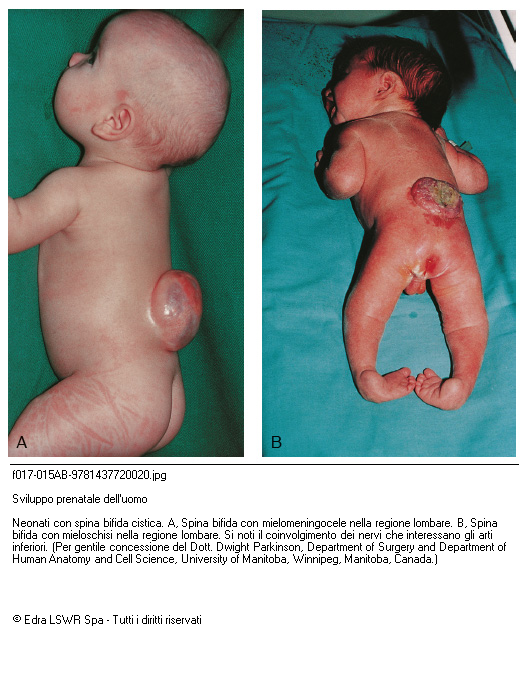 A
B
f017-015AB-9781437720020.jpg
Sviluppo prenatale dell'uomo
Neonati con spina bifida cistica. A, Spina bifida con mielomeningocele nella regione lombare. B, Spina
bifida con mieloschisi nella regione lombare. Si noti il coinvolgimento dei nervi che interessano gli arti
inferiori. (Per gentile concessione del Dott. Dwight Parkinson, Department of Surgery and Department of
Human Anatomy and Cell Science, University of Manitoba, Winnipeg, Manitoba, Canada.)
© Edra LSWR Spa - Tutti i diritti riservati